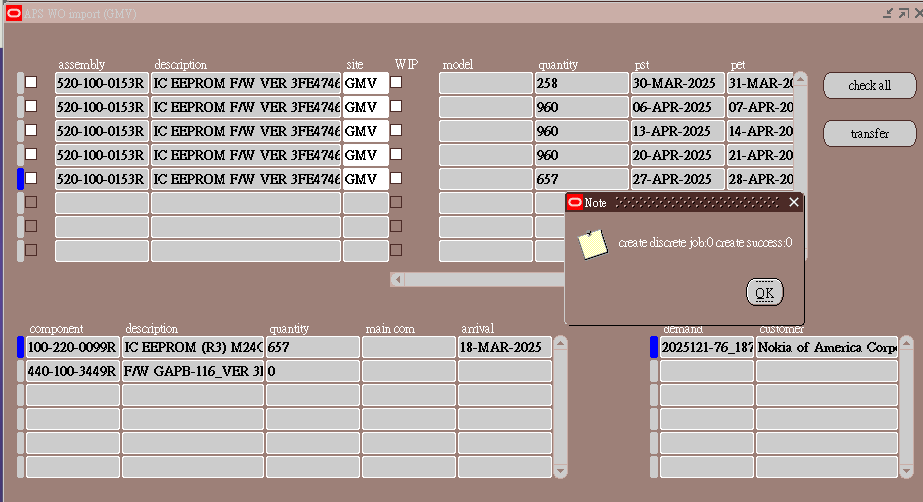 APS WO import (GMV)
assembly description site WIP model quantity pst pet
520-100-0153R IC EEPROM F/W VER 3FE4746 GMV 258 30-MAR-2025 31-MAR-20
520-100-0153R IC EEPROM F/W VER 3FE4746 GMV 960 06-APR-2025 07-APR-20
520-100-0153R IC EEPROM F/W VER 3FE4746 GMV 960 13-APR-2025 14-APR-20
520-100-0153R IC EEPROM F/W VER 3FE4746 GMV 960 20-APR-2025 21-APR-20
520-100-0153R IC EEPROM F/W VER 3FE4746 GMV 657 27-APR-2025 28-APR-20
check all
transfer
Note
create discrete job:0 create success:0
OK
component description quantity main com arrival
100-220-0099R IC EEPROM (R3) M24C 657 18-MAR-2025
440-100-3449R F/W GAPB-116_VER 3I 0
demand customer
2025121-76_187 Nokia of America Corpo